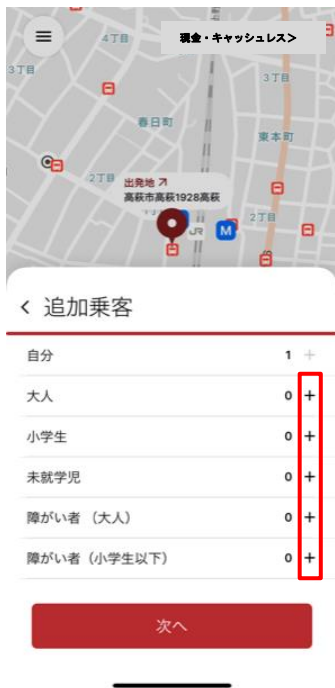 4丁目
現金・キャッシュレス＞
3丁目
3丁目
春日町
東本町
2丁目
出発地
高萩市高萩1928高萩
2丁目
JR
M
追加乗客
自分 1 +
大人 0 +
小学生 0 +
未就学児 0 +
障がい者 （大人） 0 +
障がい者（小学生以下） 0 +
次へ